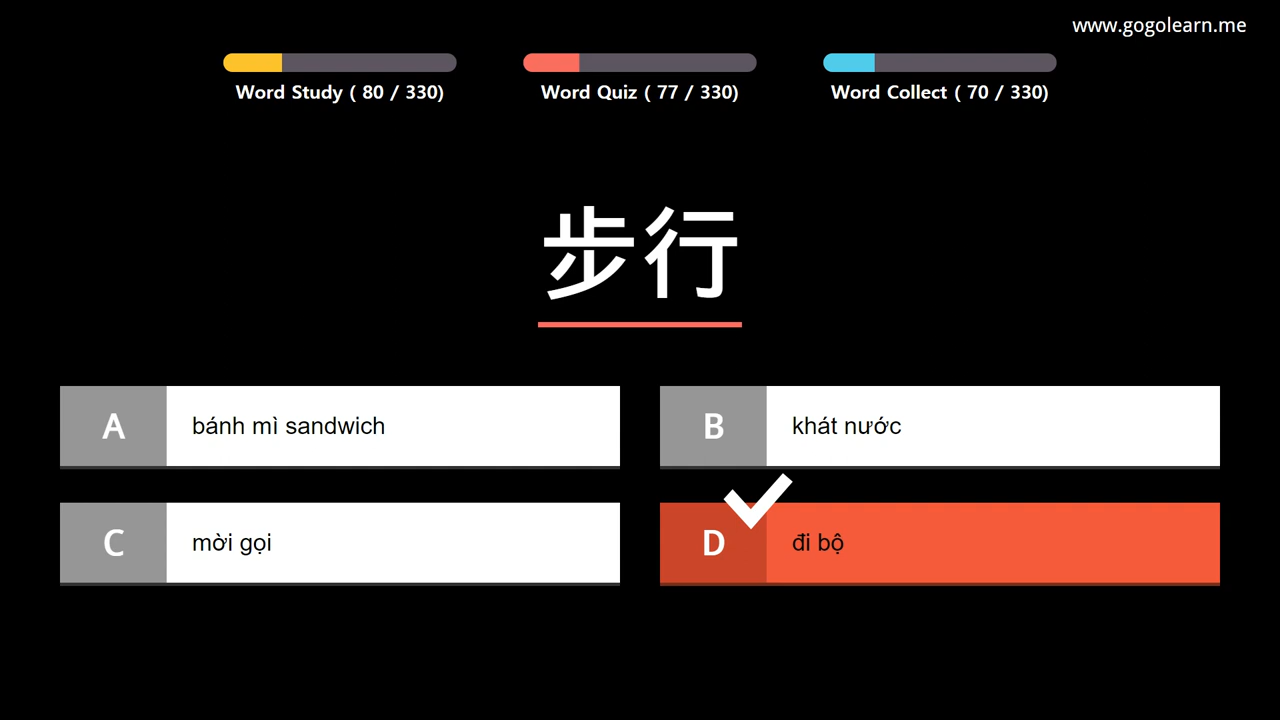 www.gogolearn.me
Word Study ( 80 / 330)
Word Quiz ( 77 / 330)
Word Collect ( 70 / 330)
步行
A bánh mì sandwich
B khát nước
C mời gọi
D đi bộ